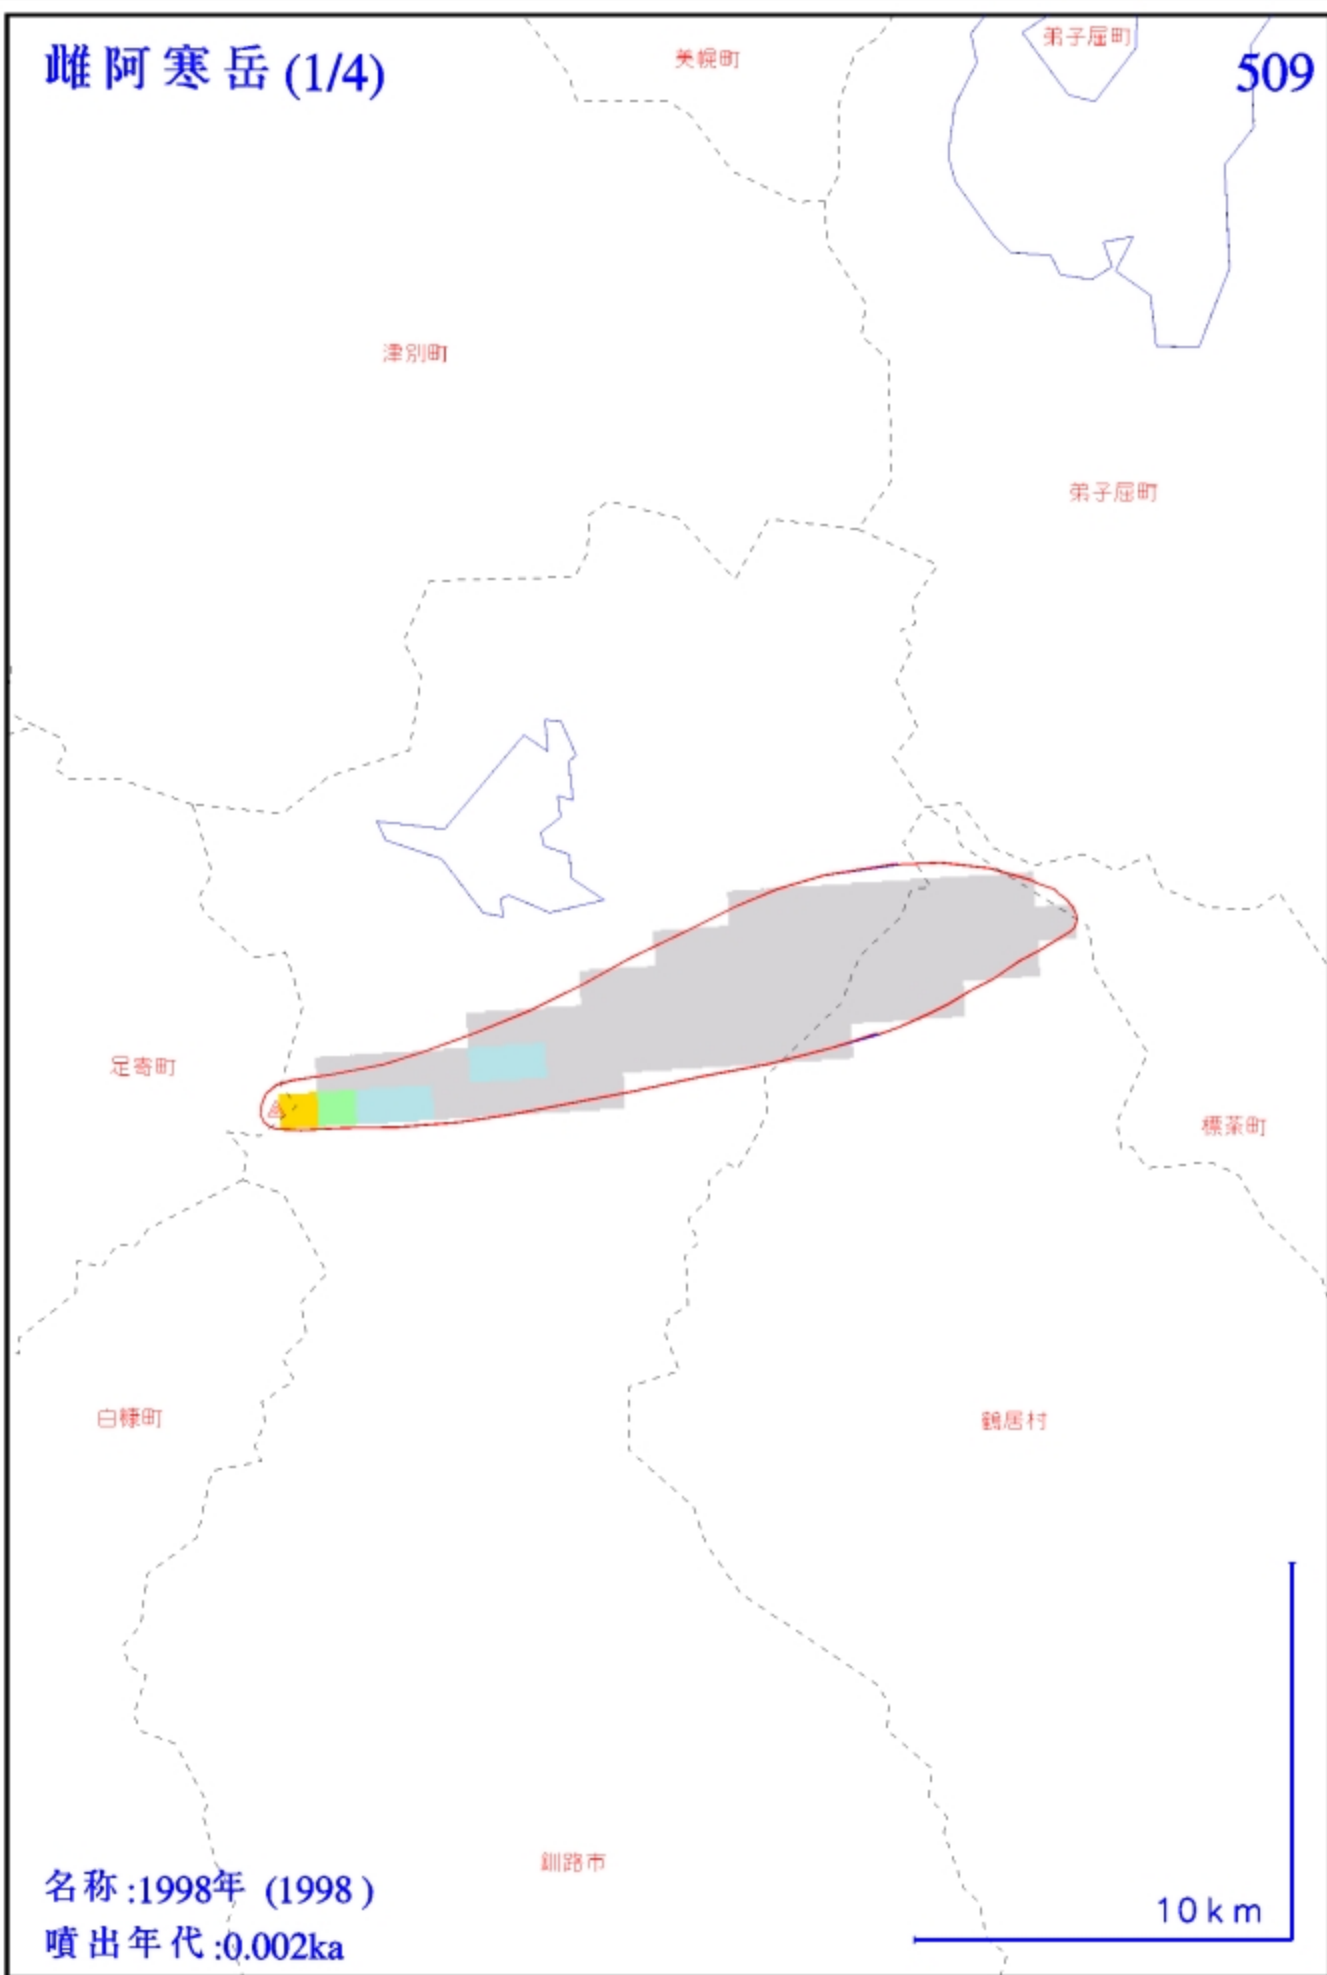 雌阿寒岳 (1/4)
509
弟子屈町
美幌町
津別町
弟子屈町
足寄町
標茶町
白糠町
鶴居村
釧路市
名称:1998年 (1998 )
噴出年代:0.002ka
10km